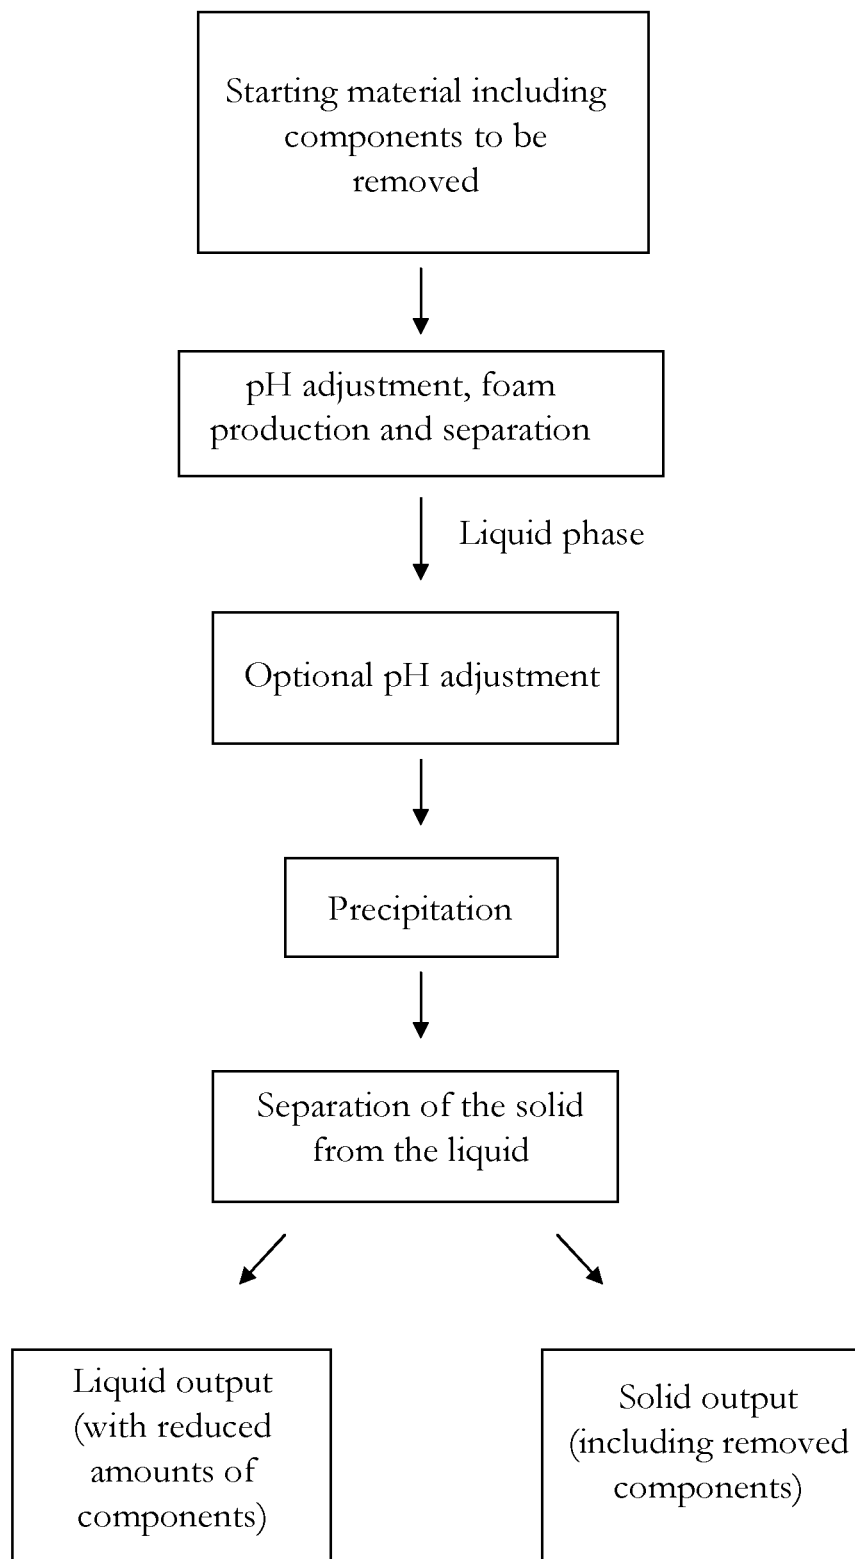 Starting material including
components to be
removed
pH adjustment, foam
production and separation
Liquid phase
Optional pH adjustment
Precipitation
Separation of the solid
from the liquid
Liquid output
(with reduced
amounts of
components)
Solid output
(including removed
components)